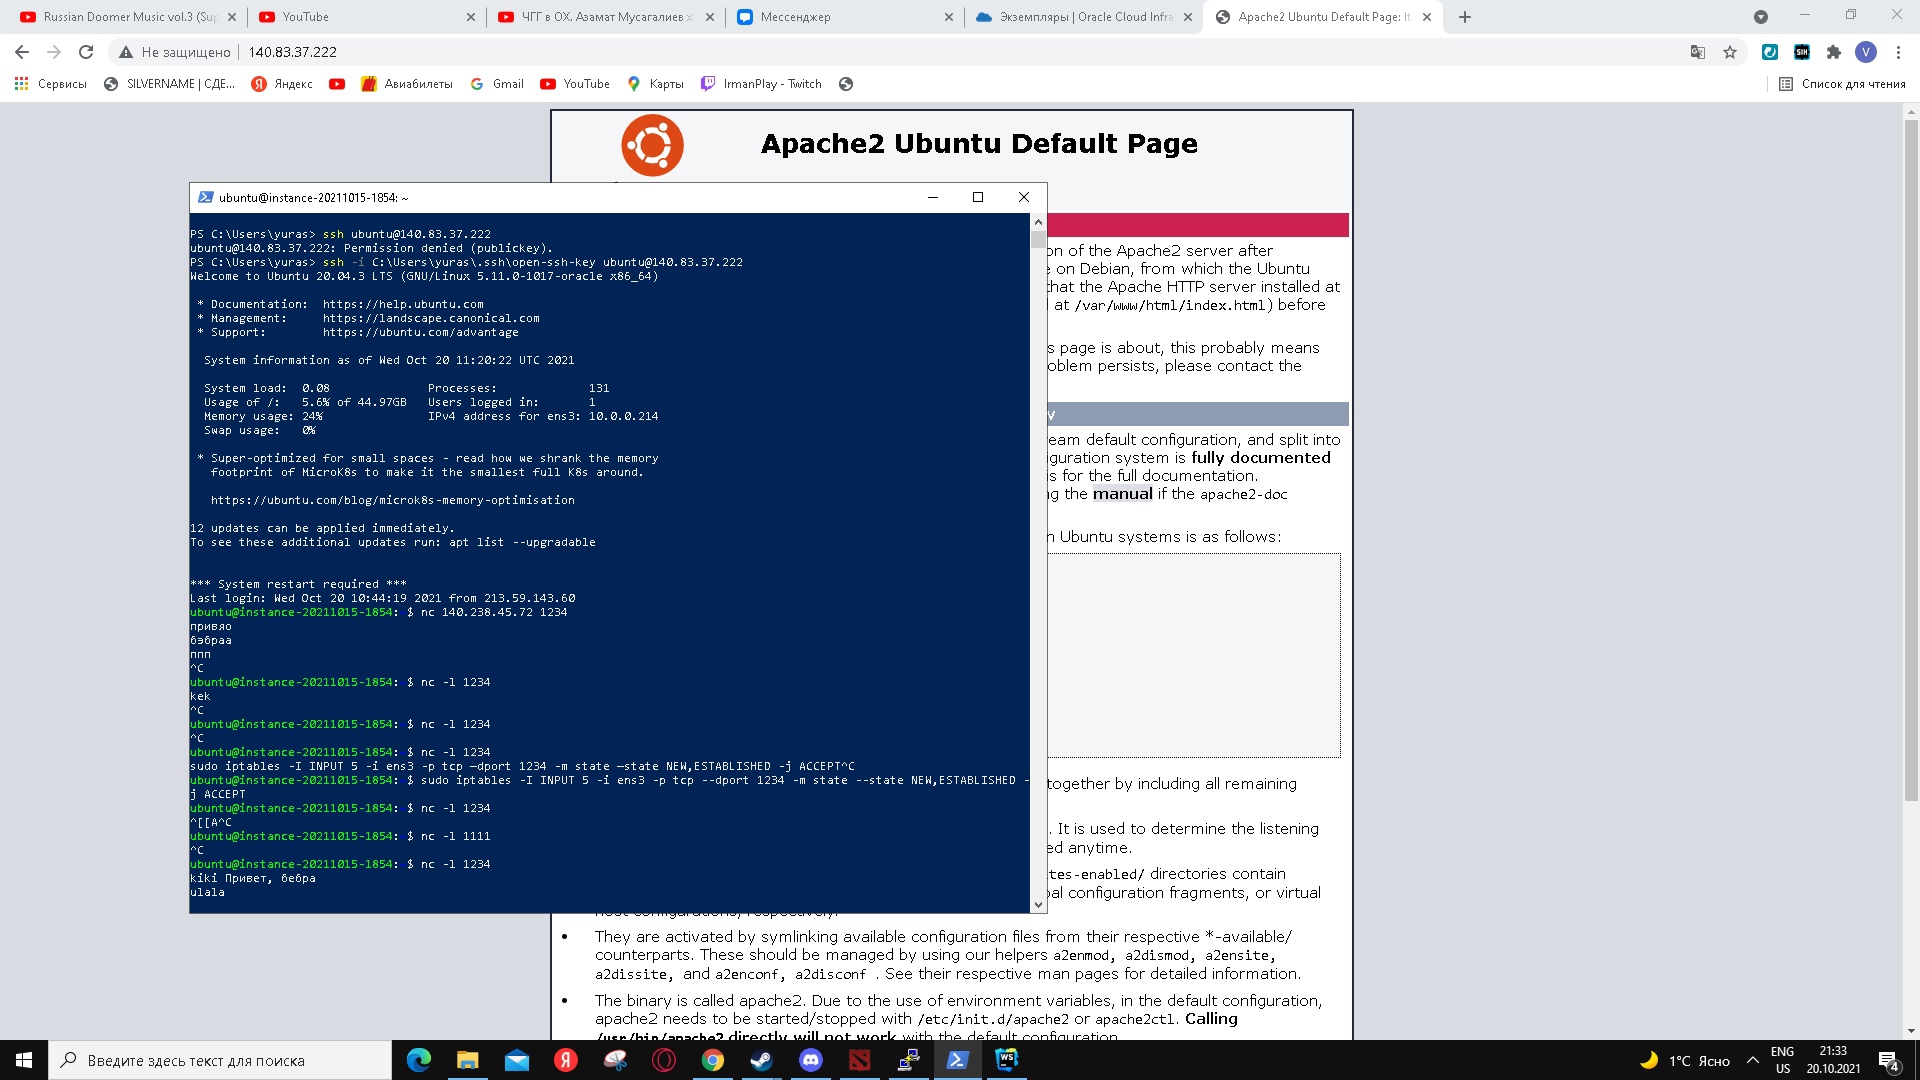 Russian Doomer Music vol.3 (Sup
YouTube
ЧГГ в ОХ. Азамат Мусагалиев х
Мессенджер
Экземпляры | Oracle Cloud Infra
Apache2 Ubuntu Default Page: It
Не защищено
140.83.37.222
Сервисы
SILVERNAME | СДЕ...
Яндекс
Авиабилеты
Gmail
YouTube
Карты
IrmanPlay - Twitch
Список для чтения
Apache2 Ubuntu Default Page
ubuntu@instance-20211015-1854: ~
PS C:\Users\yuras> ssh ubuntu@140.83.37.222
ubuntu@140.83.37.222: Permission denied (publickey).
PS C:\Users\yuras> ssh -i C:\Users\yuras\.ssh\open-ssh-key ubuntu@140.83.37.222
Welcome to Ubuntu 20.04.3 LTS (GNU/Linux 5.11.0-1017-oracle x86_64)
* Documentation: https://help.ubuntu.com
* Management: https://landscape.canonical.com
* Support: https://ubuntu.com/advantage
System information as of Wed Oct 20 11:20:22 UTC 2021
System load: 0.08 Processes: 131
Usage of /: 5.6% of 44.97GB Users logged in: 1
Memory usage: 24% IPv4 address for ens3: 10.0.0.214
Swap usage: 0%
* Super-optimized for small spaces - read how we shrank the memory
footprint of MicroK8s to make it the smallest full K8s around.
https://ubuntu.com/blog/microk8s-memory-optimisation
12 updates can be applied immediately.
To see these additional updates run: apt list --upgradable
*** System restart required ***
Last login: Wed Oct 20 10:44:19 2021 from 213.59.143.60
ubuntu@instance-20211015-1854: $ nc 140.238.45.72 1234
привяо
бэбраа
ппп
^C
ubuntu@instance-20211015-1854: $ nc -l 1234
kek
^C
ubuntu@instance-20211015-1854: $ nc -l 1234
^C
ubuntu@instance-20211015-1854: $ nc -l 1234
sudo iptables -I INPUT 5 -i ens3 -p tcp –dport 1234 -m state –state NEW,ESTABLISHED -j ACCEPT^C
ubuntu@instance-20211015-1854: $ sudo iptables -I INPUT 5 -i ens3 -p tcp --dport 1234 -m state --state NEW,ESTABLISHED -
j ACCEPT
ubuntu@instance-20211015-1854: $ nc -l 1234
^[[A^C
ubuntu@instance-20211015-1854: $ nc -l 1111
^C
ubuntu@instance-20211015-1854: $ nc -l 1234
kiki Привет, бебра
ulala
on of the Apache2 server after
e on Debian, from which the Ubuntu
that the Apache HTTP server installed at
at /var/www/html/index.html) before
s page is about, this probably means
oblem persists, please contact the
w
eam default configuration, and split into
iguration system is fully documented
is for the full documentation.
ng the manual if the apache2-doc
n Ubuntu systems is as follows:
together by including all remaining
. It is used to determine the listening
ed anytime.
tes-enabled/ directories contain
bal configuration fragments, or virtual
host configurations, respectively.
• They are activated by symlinking available configuration files from their respective *-available/
counterparts. These should be managed by using our helpers a2enmod, a2dismod, a2ensite,
a2dissite, and a2enconf, a2disconf . See their respective man pages for detailed information.
• The binary is called apache2. Due to the use of environment variables, in the default configuration,
apache2 needs to be started/stopped with /etc/init.d/apache2 or apache2ctl. Calling
/usr/bin/apache2 directly will not work with the default configuration.
Введите здесь текст для поиска
1°C Ясно
ENG
US
21:33
20.10.2021
4